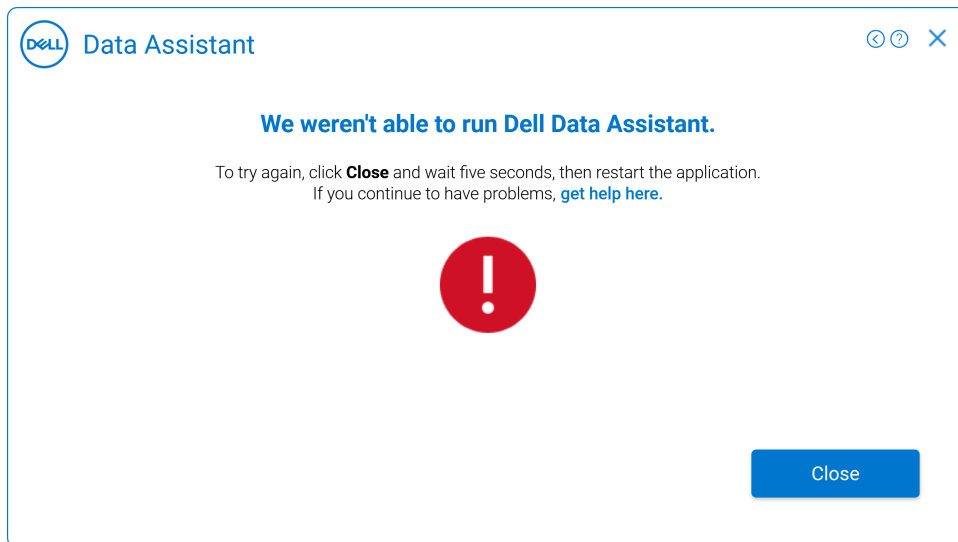 DELL Data Assistant
We weren't able to run Dell Data Assistant.
To try again, click Close and wait five seconds, then restart the application.
If you continue to have problems, get help here.
Close